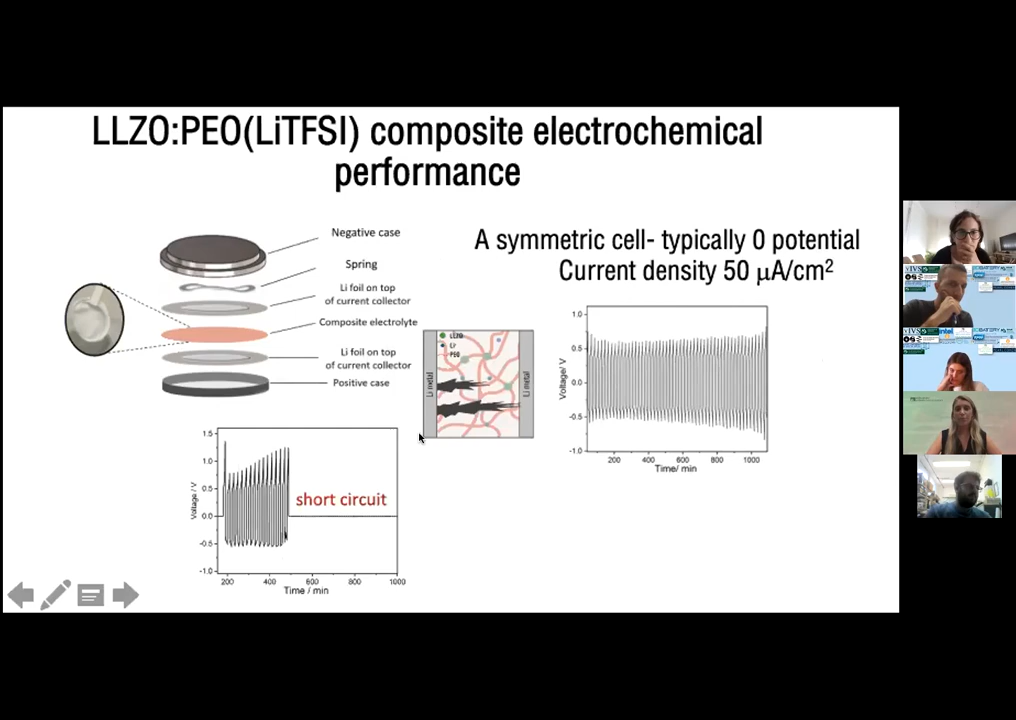 LLZO:PEO(LiTFSI) composite electrochemical
performance
Negative case
Spring
Li foil on top
of current collector
Composite electrolyte
Li foil on top
of current collector
Positive case
A symmetric cell- typically 0 potential
Current density 50 μA/cm²
LLZO
Li⁺
PEO
Li metal
Li metal
1.5
1.0
0.5
0.0
-0.5
-1.0
Voltage / V
short circuit
200 400 600 800 1000
Time / min
1.0
0.5
0.0
-0.5
-1.0
Voltage/ V
200 400 600 800 1000
Time/ min
intel